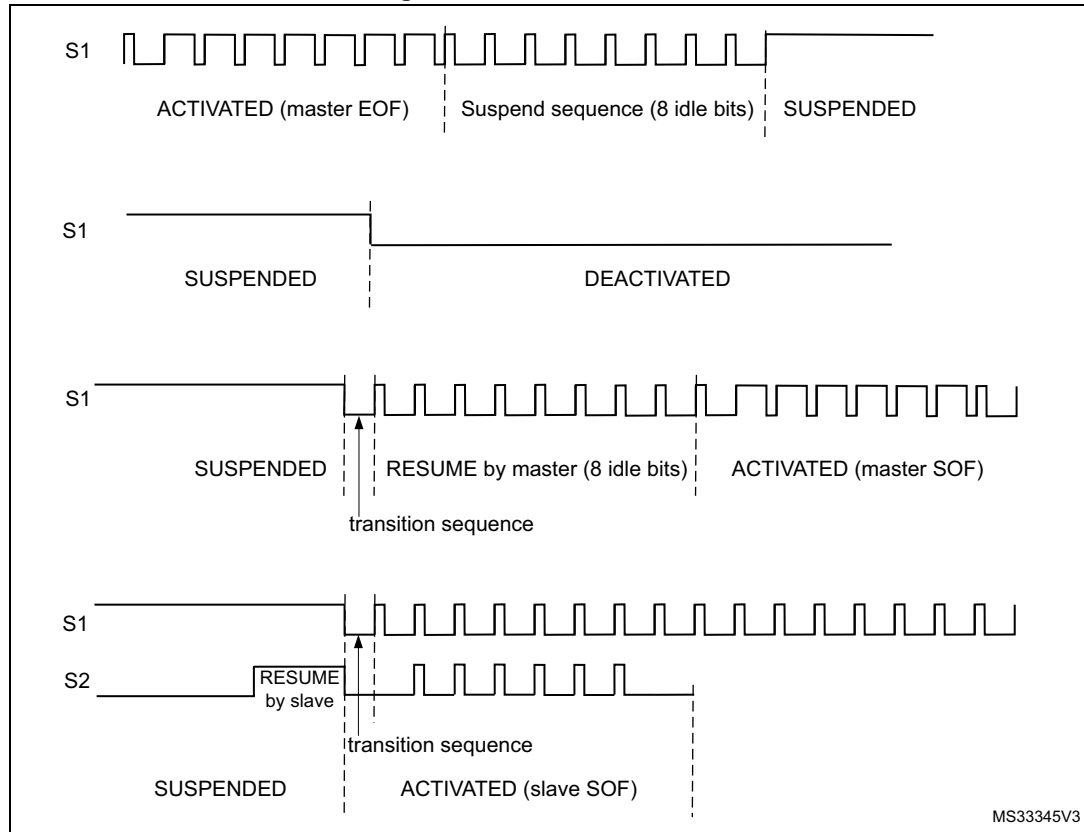 S1
ACTIVATED (master EOF) Suspend sequence (8 idle bits) SUSPENDED
S1
SUSPENDED DEACTIVATED
S1
SUSPENDED RESUME by master (8 idle bits) ACTIVATED (master SOF)
transition sequence
S1
S2 RESUME
by slave
transition sequence
SUSPENDED ACTIVATED (slave SOF)
MS33345V3